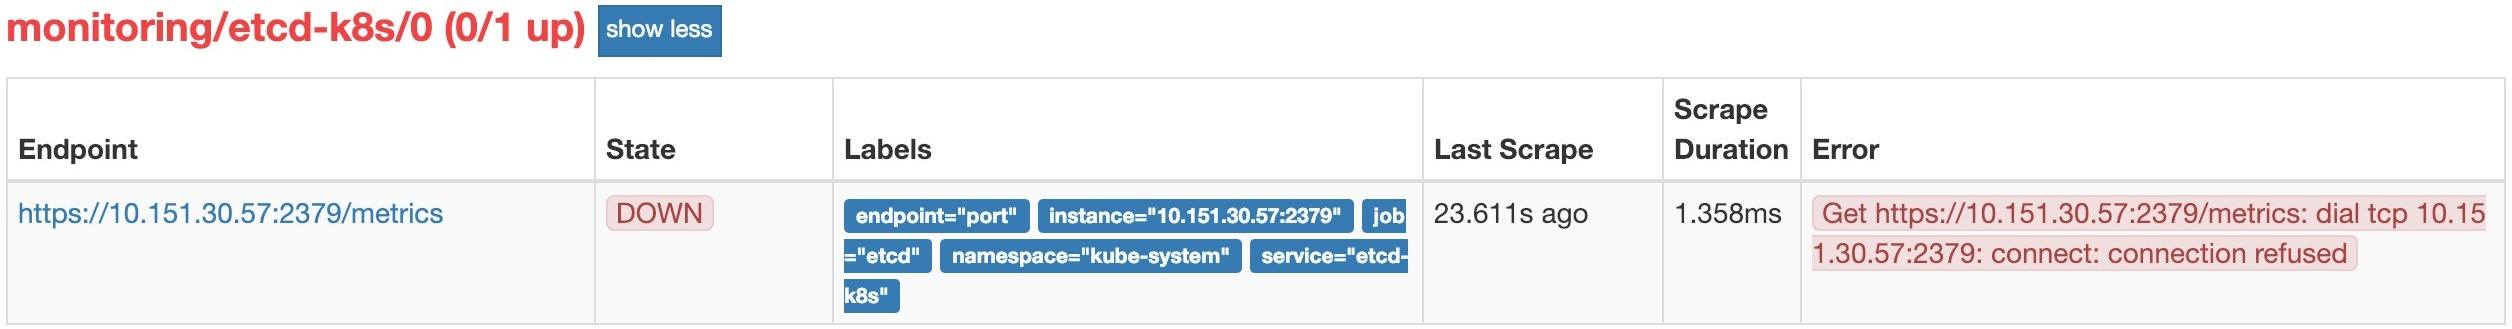 monitoring/etcd-k8s/0 (0/1 up) show less
Endpoint State Labels Last Scrape Scrape Duration Error
https://10.151.30.57:2379/metrics DOWN endpoint="port" instance="10.151.30.57:2379" job
="etcd" namespace="kube-system" service="etcd-
k8s" 23.611s ago 1.358ms Get https://10.151.30.57:2379/metrics: dial tcp 10.15
1.30.57:2379: connect: connection refused